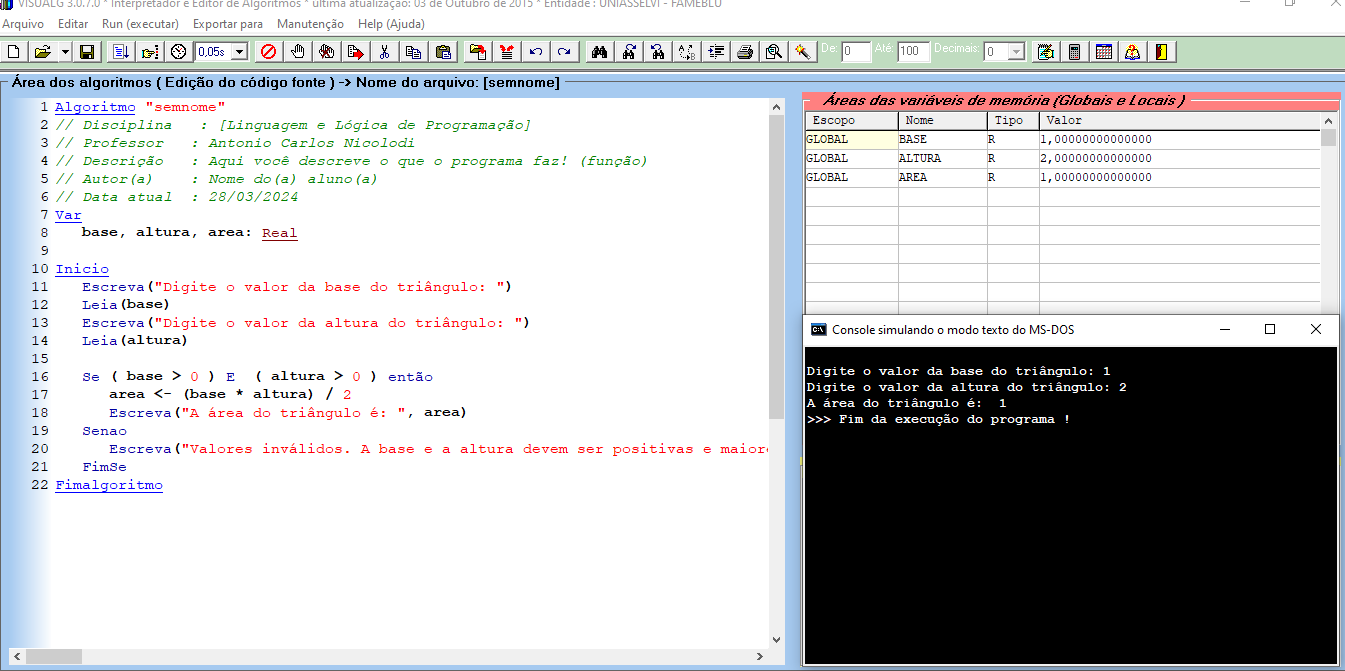 VISUALG 3.0.7.0 * Interpretador e Editor de Algoritmos * última atualização: 03 de Outubro de 2015 * Entidade : UNIASSELVI - FAMEBLU
Arquivo Editar Run (executar) Exportar para Manutenção Help (Ajuda)
0,05s De: 0 Até: 100 Decimais: 0
Área dos algoritmos ( Edição do código fonte ) -> Nome do arquivo: [semnome]
1 Algoritmo "semnome"
2 // Disciplina : [Linguagem e Lógica de Programação]
3 // Professor : Antonio Carlos Nicolodi
4 // Descrição : Aqui você descreve o que o programa faz! (função)
5 // Autor(a) : Nome do(a) aluno(a)
6 // Data atual : 28/03/2024
7 Var
8 base, altura, area: Real
9
10 Inicio
11 Escreva("Digite o valor da base do triângulo: ")
12 Leia(base)
13 Escreva("Digite o valor da altura do triângulo: ")
14 Leia(altura)
15
16 Se ( base > 0 ) E ( altura > 0 ) então
17 area <- (base * altura) / 2
18 Escreva("A área do triângulo é: ", area)
19 Senao
20 Escreva("Valores inválidos. A base e a altura devem ser positivas e maior
21 FimSe
22 Fimalgoritmo
Áreas das variáveis de memória (Globais e Locais )
Escopo Nome Tipo Valor
GLOBAL BASE R 1,00000000000000
GLOBAL ALTURA R 2,00000000000000
GLOBAL AREA R 1,00000000000000
C:\ Console simulando o modo texto do MS-DOS
Digite o valor da base do triângulo: 1
Digite o valor da altura do triângulo: 2
A área do triângulo é: 1
>>> Fim da execução do programa !